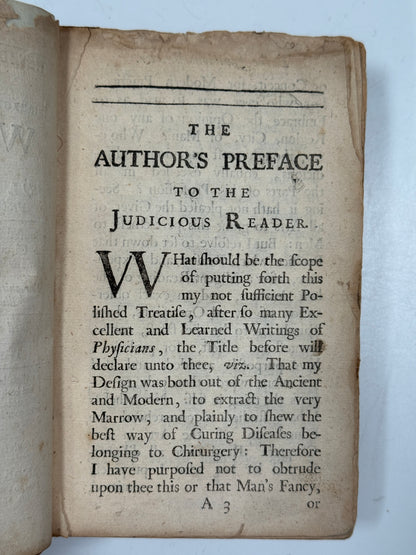 THE
AUTHOR'S PREFACE
TO THE
JUDICIOUS READER.
WHat should be the scope
of putting forth this
my not sufficient Po-
lished Treatise, after so many Ex-
cellent and Learned Writings of
Physicians, the Title before will
declare unto thee, viz. That my
Design was both out of the Ancient
and Modern, to extract the very
Marrow, and plainly to shew the
best way of Curing Diseases be-
longing to Chirurgery: Therefore
I have purposed not to obtrude
upon thee this or that Man's Fancy,
A 3 or